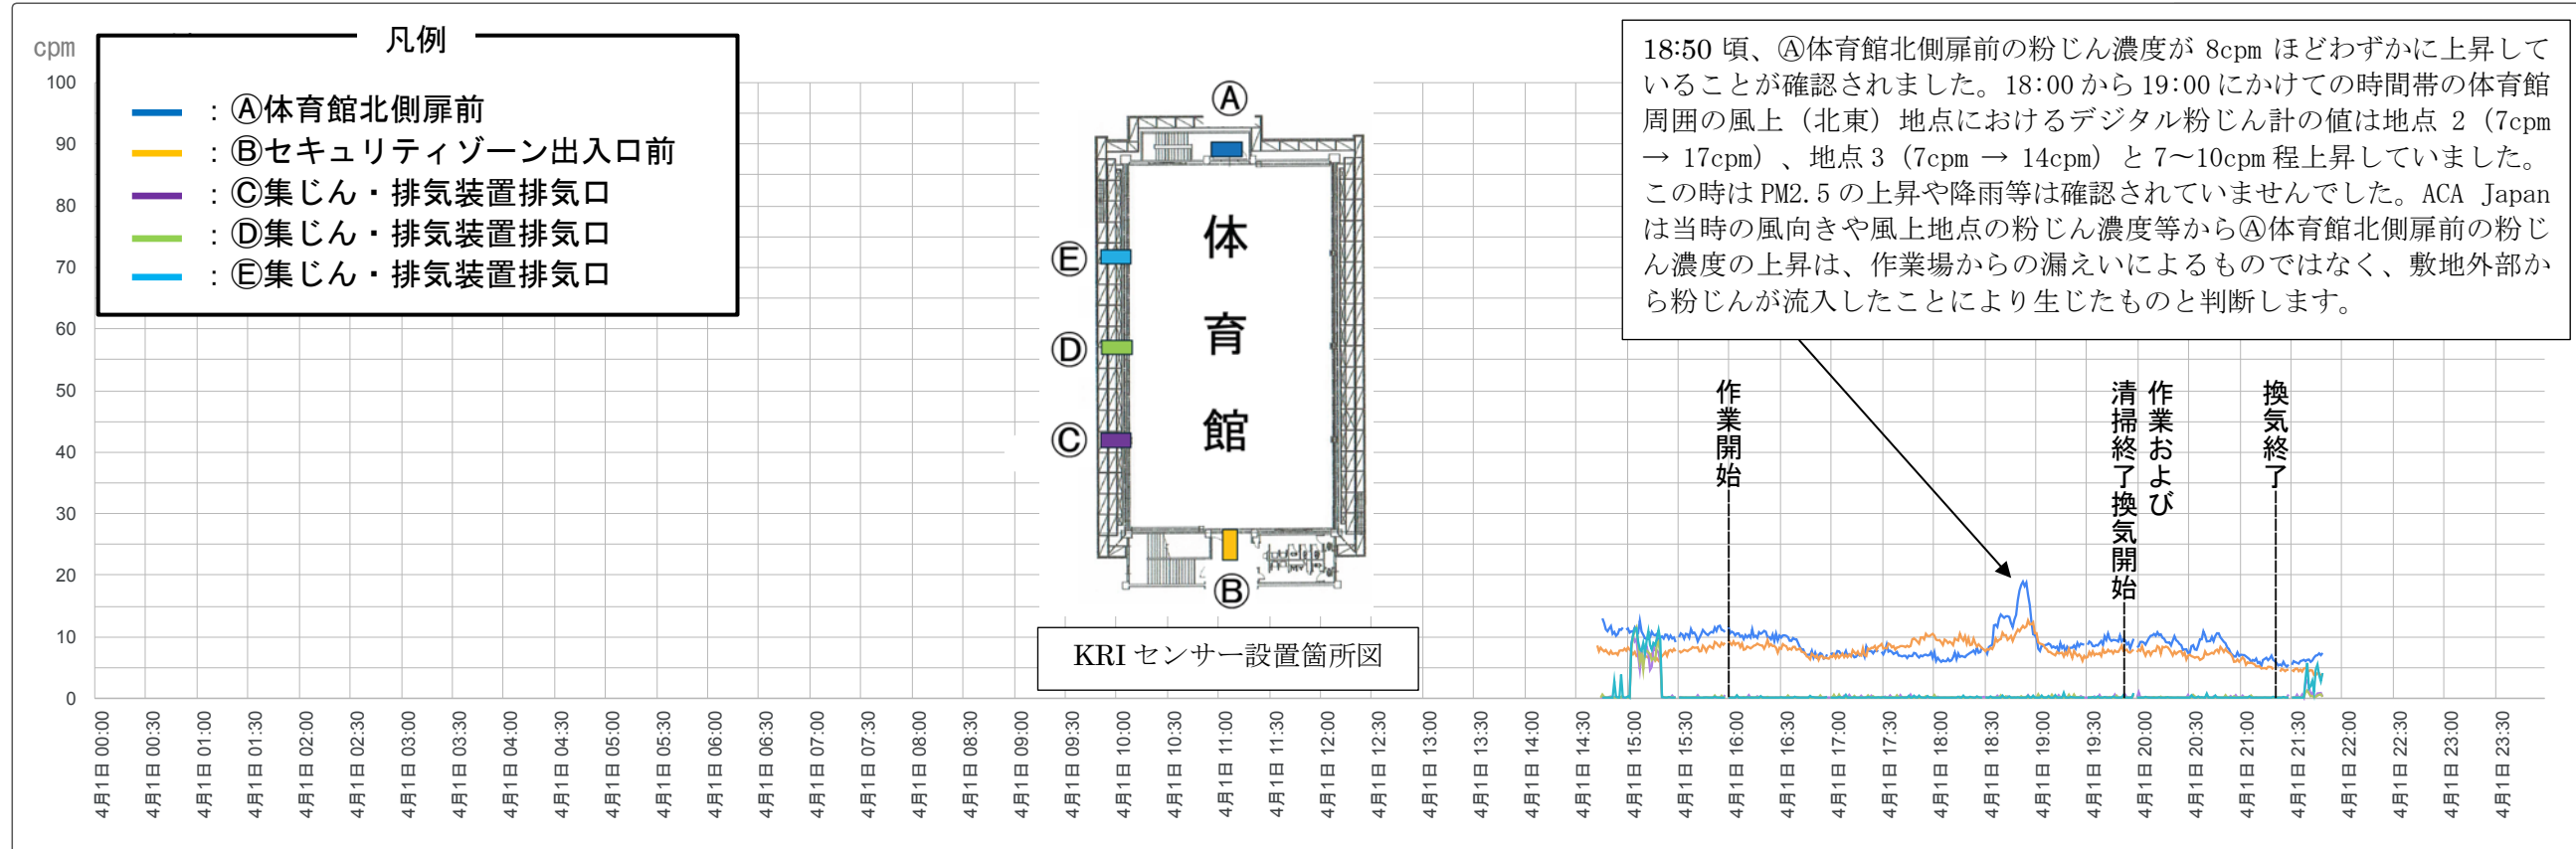 cpm
凡例
：Ⓐ体育館北側扉前
：Ⓑセキュリティゾーン出入口前
：Ⓒ集じん・排気装置排気口
：Ⓓ集じん・排気装置排気口
：Ⓔ集じん・排気装置排気口
18:50 頃、Ⓐ体育館北側扉前の粉じん濃度が 8cpm ほどわずかに上昇して
いることが確認されました。18:00 から 19:00 にかけての時間帯の体育館
周囲の風上（北東）地点におけるデジタル粉じん計の値は地点 2（7cpm
→ 17cpm）、地点 3（7cpm → 14cpm）と 7～10cpm 程上昇していました。
この時は PM2.5 の上昇や降雨等は確認されていませんでした。ACA Japan
は当時の風向きや風上地点の粉じん濃度等からⒶ体育館北側扉前の粉じ
ん濃度の上昇は、作業場からの漏えいによるものではなく、敷地外部か
ら粉じんが流入したことにより生じたものと判断します。
100
90
80
70
60
50
40
30
20
10
0
Ⓐ
Ⓔ
Ⓓ
Ⓒ
Ⓑ
体育館
KRI センサー設置箇所図
作業開始
作業および
清掃終了換気開始
換気終了
4月1日 00:00
4月1日 00:30
4月1日 01:00
4月1日 01:30
4月1日 02:00
4月1日 02:30
4月1日 03:00
4月1日 03:30
4月1日 04:00
4月1日 04:30
4月1日 05:00
4月1日 05:30
4月1日 06:00
4月1日 06:30
4月1日 07:00
4月1日 07:30
4月1日 08:00
4月1日 08:30
4月1日 09:00
4月1日 09:30
4月1日 10:00
4月1日 10:30
4月1日 11:00
4月1日 11:30
4月1日 12:00
4月1日 12:30
4月1日 13:00
4月1日 13:30
4月1日 14:00
4月1日 14:30
4月1日 15:00
4月1日 15:30
4月1日 16:00
4月1日 16:30
4月1日 17:00
4月1日 17:30
4月1日 18:00
4月1日 18:30
4月1日 19:00
4月1日 19:30
4月1日 20:00
4月1日 20:30
4月1日 21:00
4月1日 21:30
4月1日 22:00
4月1日 22:30
4月1日 23:00
4月1日 23:30